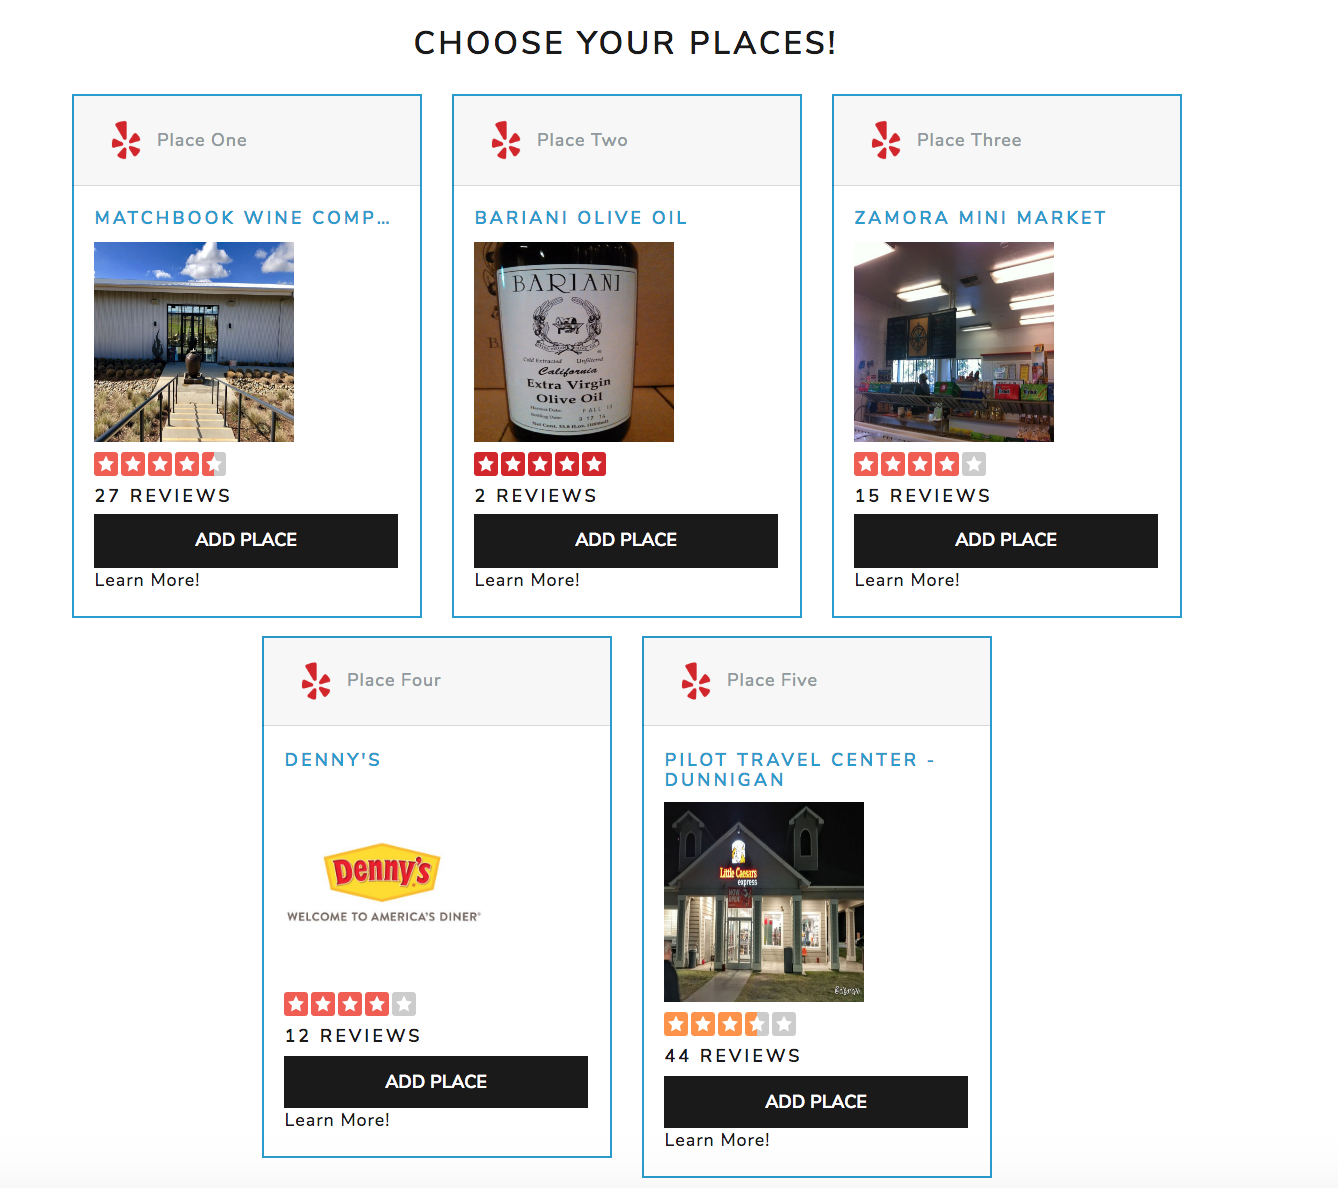 CHOOSE YOUR PLACES!
Place One
MATCHBOOK WINE COMP…
27 REVIEWS
ADD PLACE
Learn More!
Place Two
BARIANI OLIVE OIL
BARIANI
Cold Extracted Unfiltered
California
Extra Virgin
Olive Oil
2 REVIEWS
ADD PLACE
Learn More!
Place Three
ZAMORA MINI MARKET
15 REVIEWS
ADD PLACE
Learn More!
Place Four
DENNY'S
Denny's
WELCOME TO AMERICA'S DINER
12 REVIEWS
ADD PLACE
Learn More!
Place Five
PILOT TRAVEL CENTER -
DUNNIGAN
Little Caesars
express
NOW
OPEN
44 REVIEWS
ADD PLACE
Learn More!